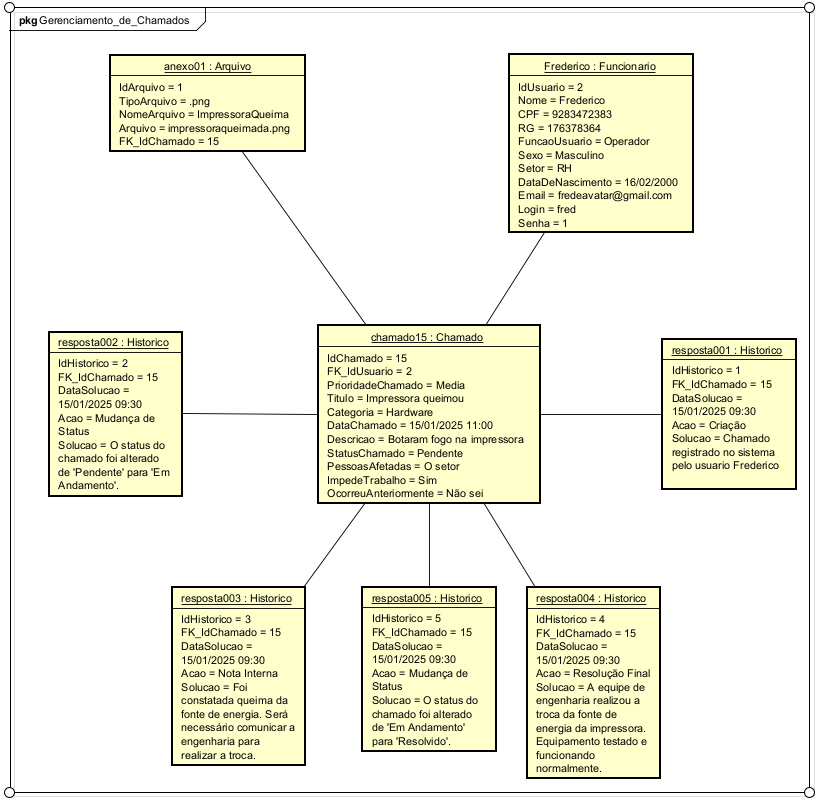 pkg Gerenciamento_de_Chamados
anexo01 : Arquivo
IdArquivo = 1
TipoArquivo = .png
NomeArquivo = ImpressoraQueima
Arquivo = impressoraqueimada.png
FK_IdChamado = 15
Frederico : Funcionario
IdUsuario = 2
Nome = Frederico
CPF = 9283472383
RG = 176378364
FuncaoUsuario = Operador
Sexo = Masculino
Setor = RH
DataDeNascimento = 16/02/2000
Email = fredeavatar@gmail.com
Login = fred
Senha = 1
resposta002 : Historico
IdHistorico = 2
FK_IdChamado = 15
DataSolucao =
15/01/2025 09:30
Acao = Mudança de
Status
Solucao = O status do
chamado foi alterado
de 'Pendente' para 'Em
Andamento'.
chamado15 : Chamado
IdChamado = 15
FK_IdUsuario = 2
PrioridadeChamado = Media
Titulo = Impressora queimou
Categoria = Hardware
DataChamado = 15/01/2025 11:00
Descricao = Botaram fogo na impressora
StatusChamado = Pendente
PessoasAfetadas = O setor
ImpedeTrabalho = Sim
OcorreuAnteriormente = Não sei
resposta001 : Historico
IdHistorico = 1
FK_IdChamado = 15
DataSolucao =
15/01/2025 09:30
Acao = Criação
Solucao = Chamado
registrado no sistema
pelo usuario Frederico
resposta003 : Historico
IdHistorico = 3
FK_IdChamado = 15
DataSolucao =
15/01/2025 09:30
Acao = Nota Interna
Solucao = Foi
constatada queima da
fonte de energia. Será
necessário comunicar a
engenharia para
realizar a troca.
resposta005 : Historico
IdHistorico = 5
FK_IdChamado = 15
DataSolucao =
15/01/2025 09:30
Acao = Mudança de
Status
Solucao = O status do
chamado foi alterado
de 'Em Andamento'
para 'Resolvido'.
resposta004 : Historico
IdHistorico = 4
FK_IdChamado = 15
DataSolucao =
15/01/2025 09:30
Acao = Resolução Final
Solucao = A equipe de
engenharia realizou a
troca da fonte de
energia da impressora.
Equipamento testado e
funcionando
normalmente.